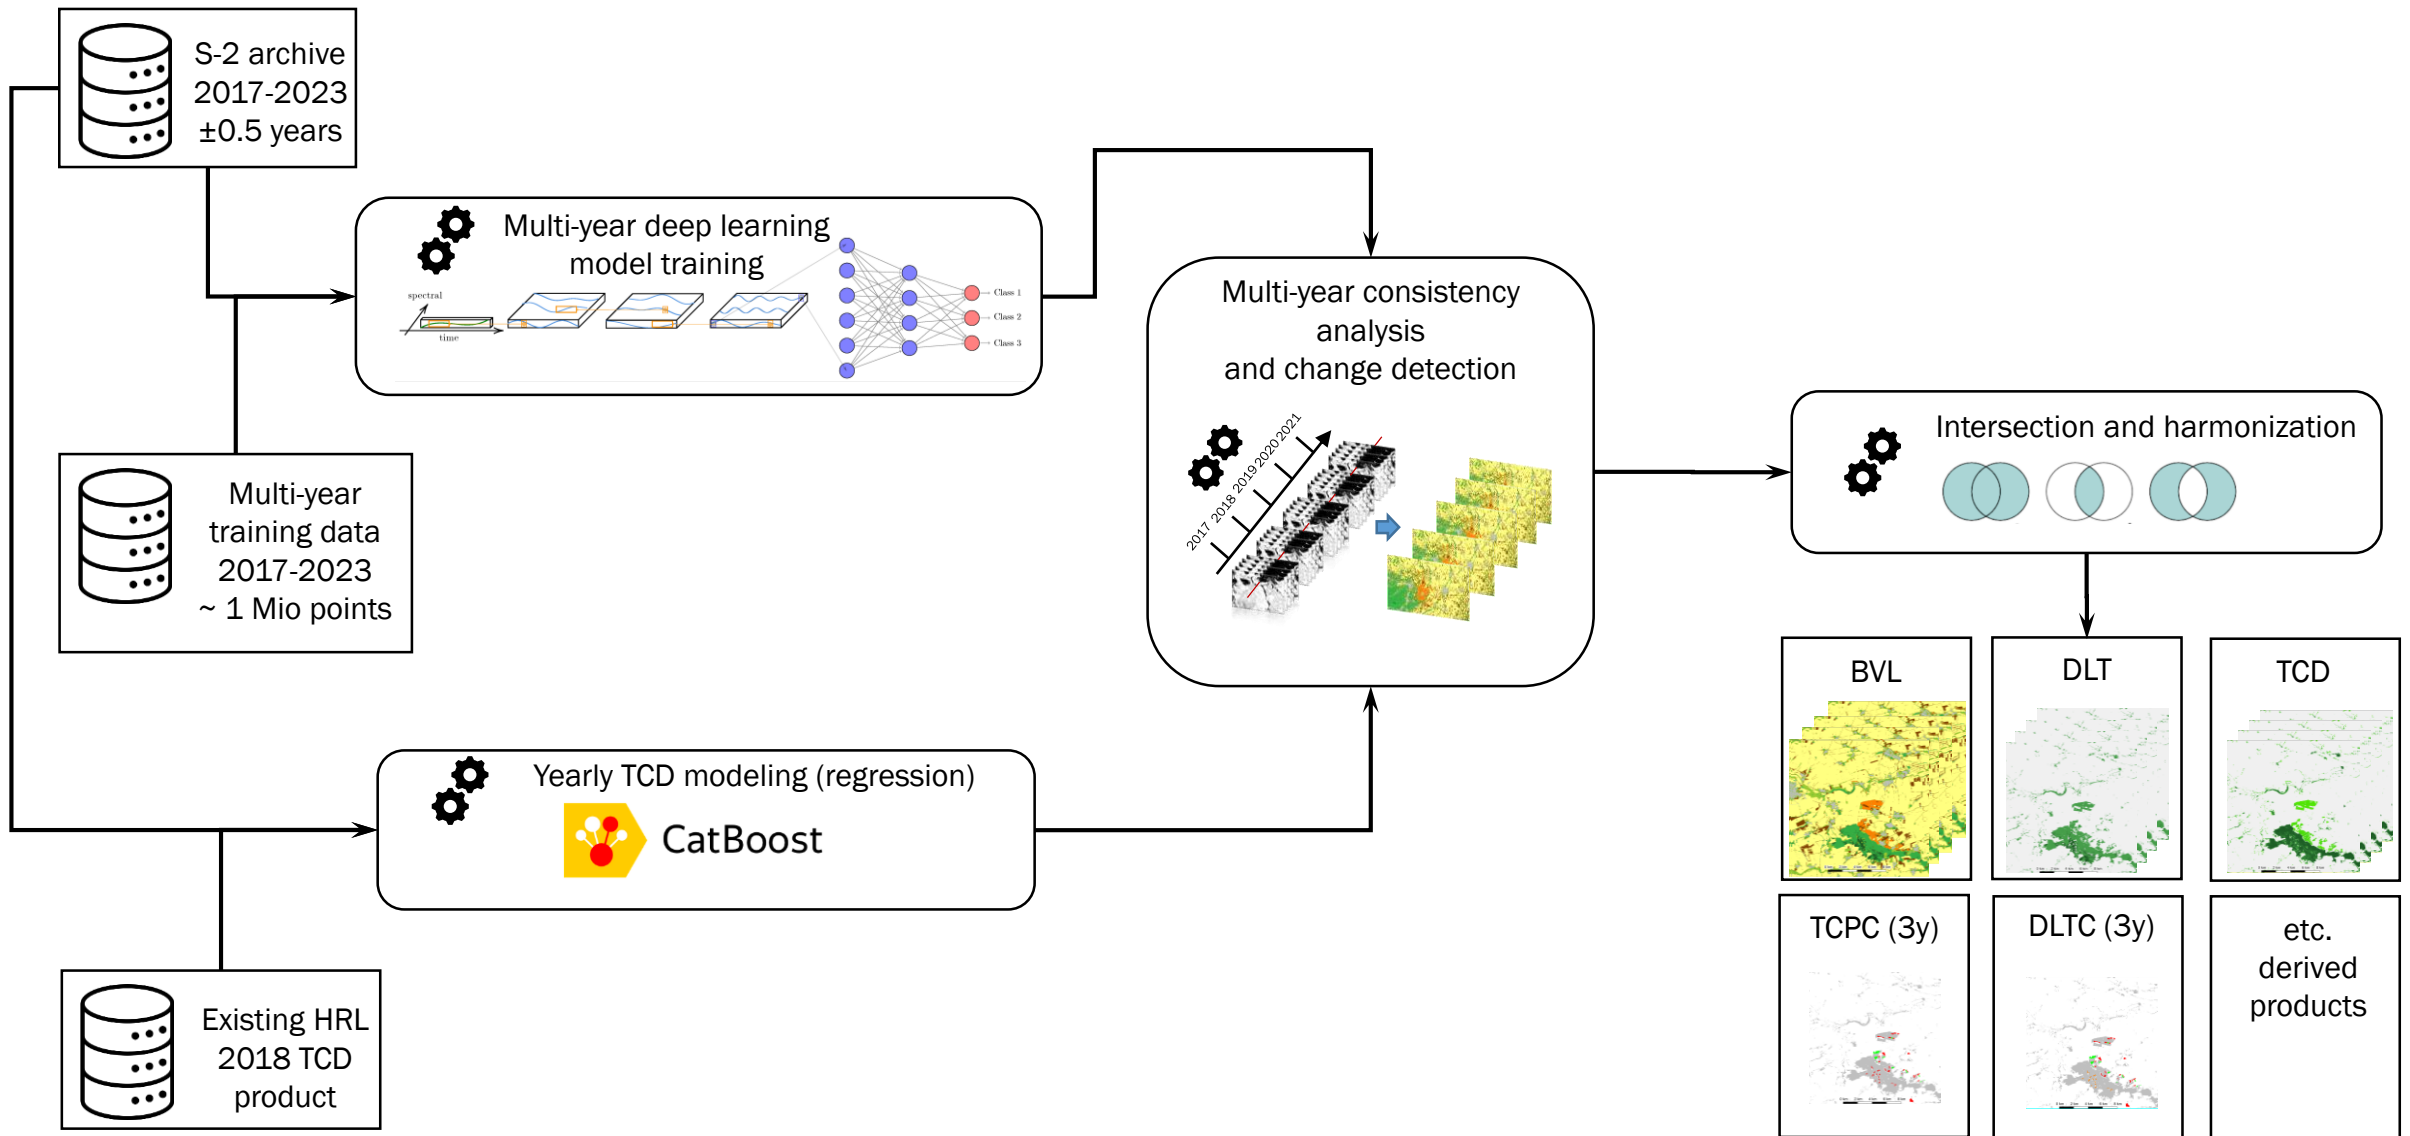 S-2 archive
2017-2023
±0.5 years
Multi-year deep learning
model training
spectral
time
Class 1
Class 2
Class 3
Multi-year
training data
2017-2023
~ 1 Mio points
Yearly TCD modeling (regression)
CatBoost
Existing HRL
2018 TCD
product
Multi-year consistency
analysis
and change detection
2017 2018 2019 2020 2021
Intersection and harmonization
BVL
DLT
TCD
TCPC (3y)
DLTC (3y)
etc.
derived
products